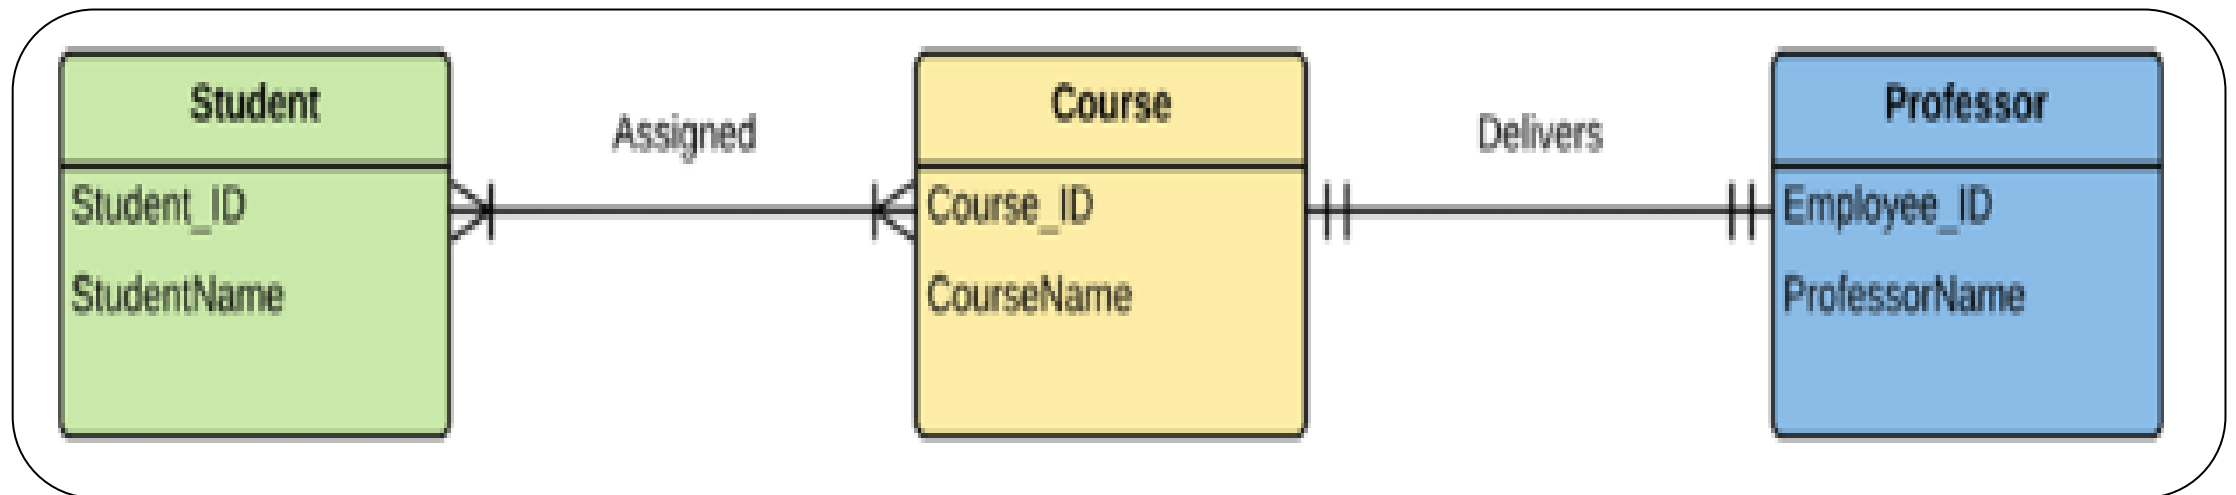 Student
Student_ID
StudentName
Assigned
Course
Course_ID
CourseName
Delivers
Professor
Employee_ID
ProfessorName